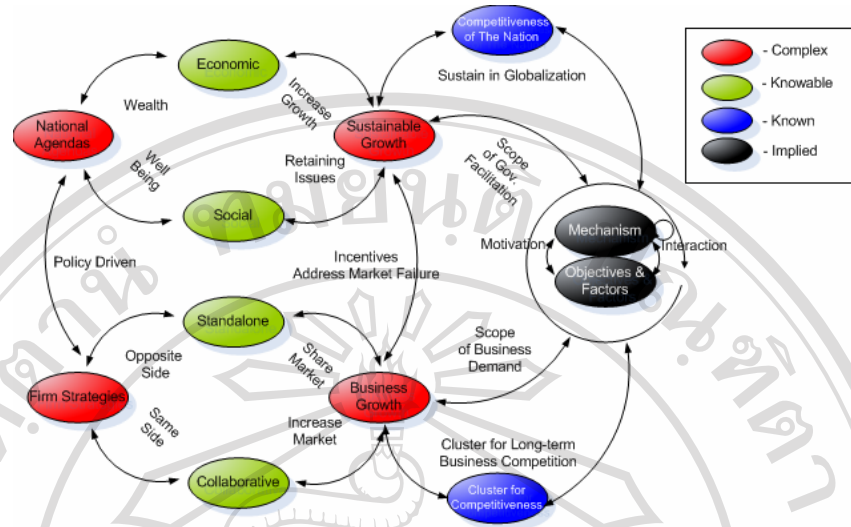 Competitiveness
of The Nation
Sustain in Globalization
- Complex
- Knowable
- Known
- Implied
Economic
Wealth
Increase
Growth
National
Agendas
Sustainable
Growth
Well
Being
Retaining
Issues
Scope
of Gov.
Facilitation
Social
Mechanism
Motivation
Interaction
Objectives &
Factors
Policy Driven
Incentives
Address Market Failure
Standalone
Opposite
Side
Share
Market
Scope
of Business
Demand
Firm Strategies
Business
Growth
Same
Side
Increase
Market
Collaborative
Cluster for Long-term
Business Competition
Cluster for
Competitiveness